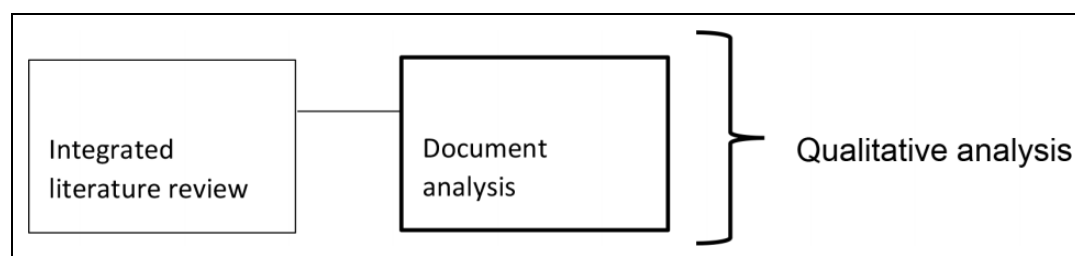 Integrated
literature review
Document
analysis
Qualitative analysis